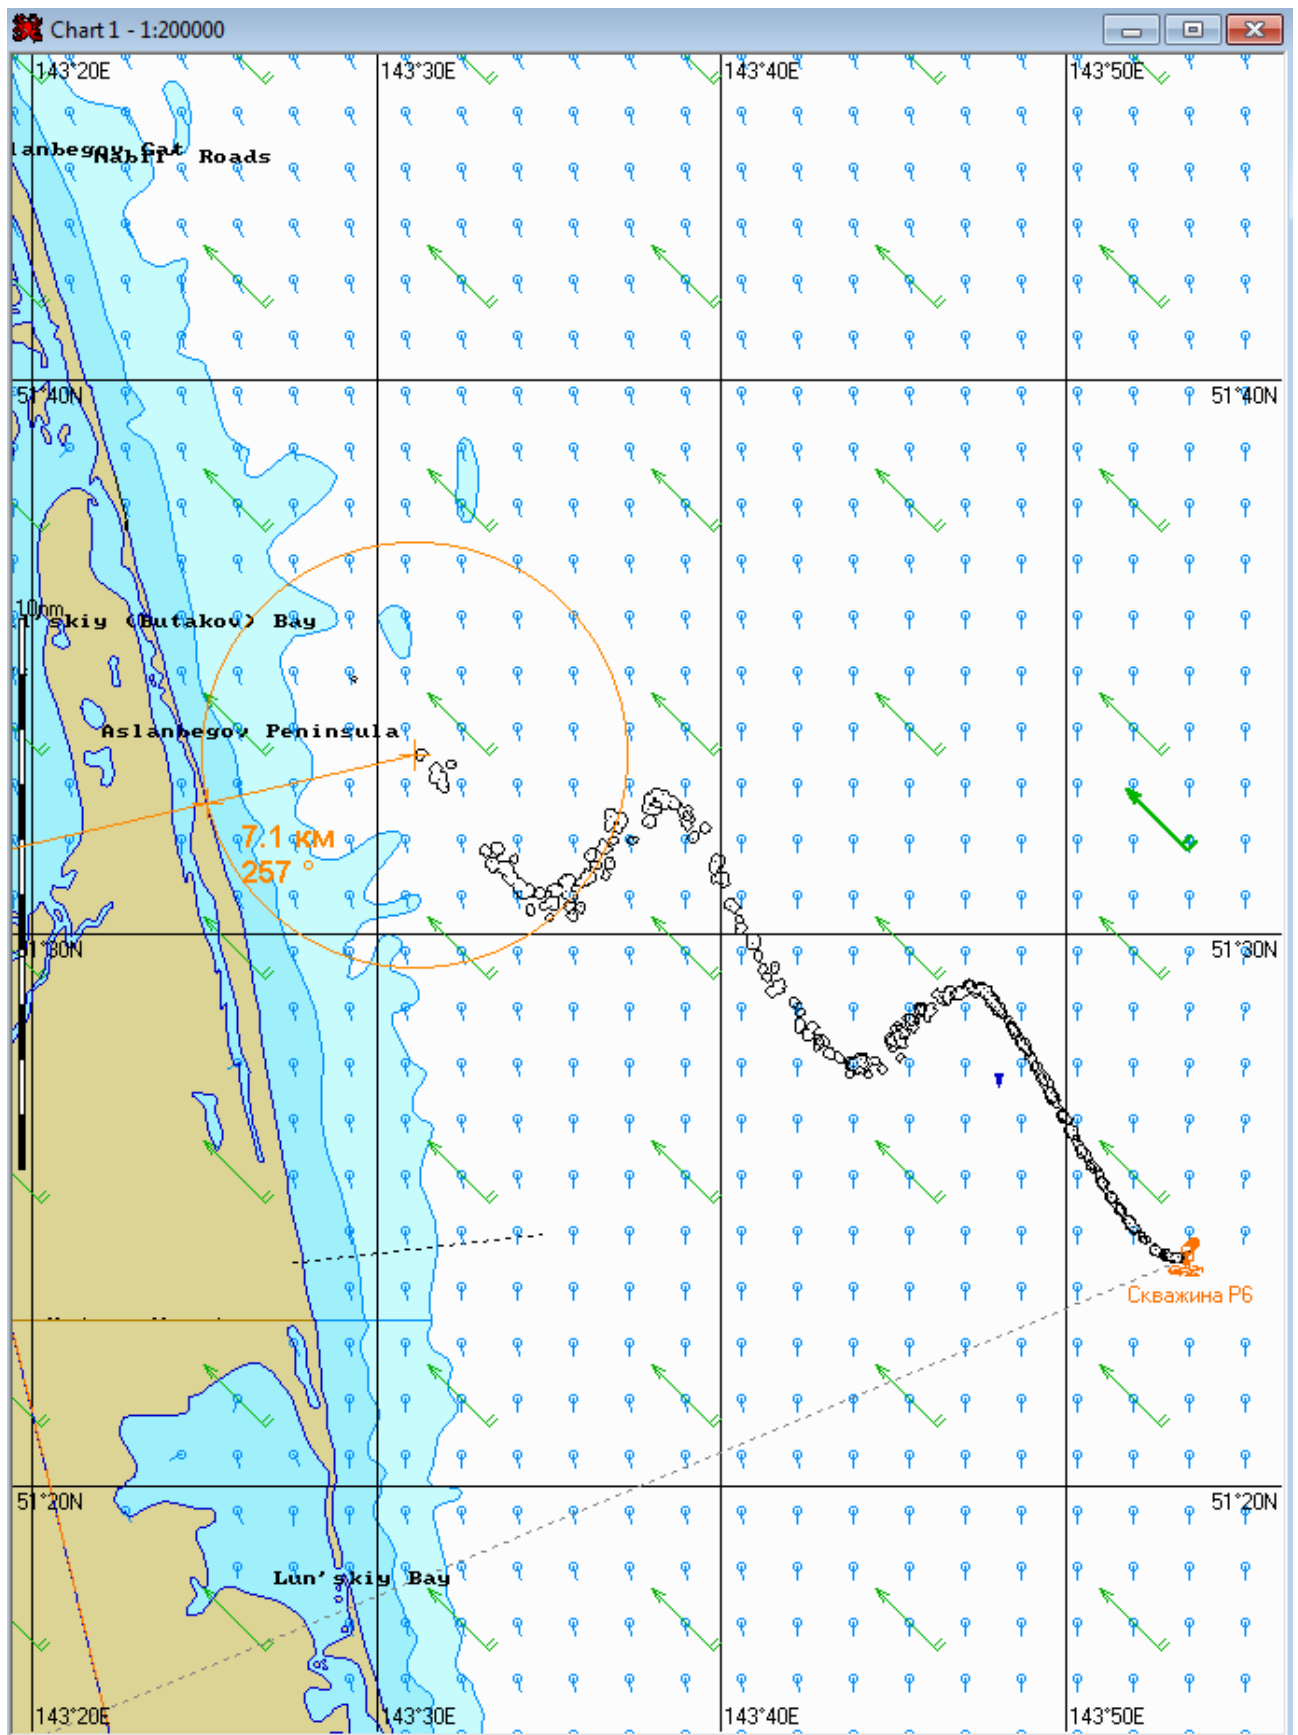 Chart 1 - 1:200000
143°20E 143°30E 143°40E 143°50E
Roads
51°40N 51°40N
10nm
skiy (Butakov) Bay
Aslanbegov Peninsula
7.1 км
257 °
51°30N 51°30N
Скважина Р6
51°20N 51°20N
Lun'skiy Bay
143°20E 143°30E 143°40E 143°50E